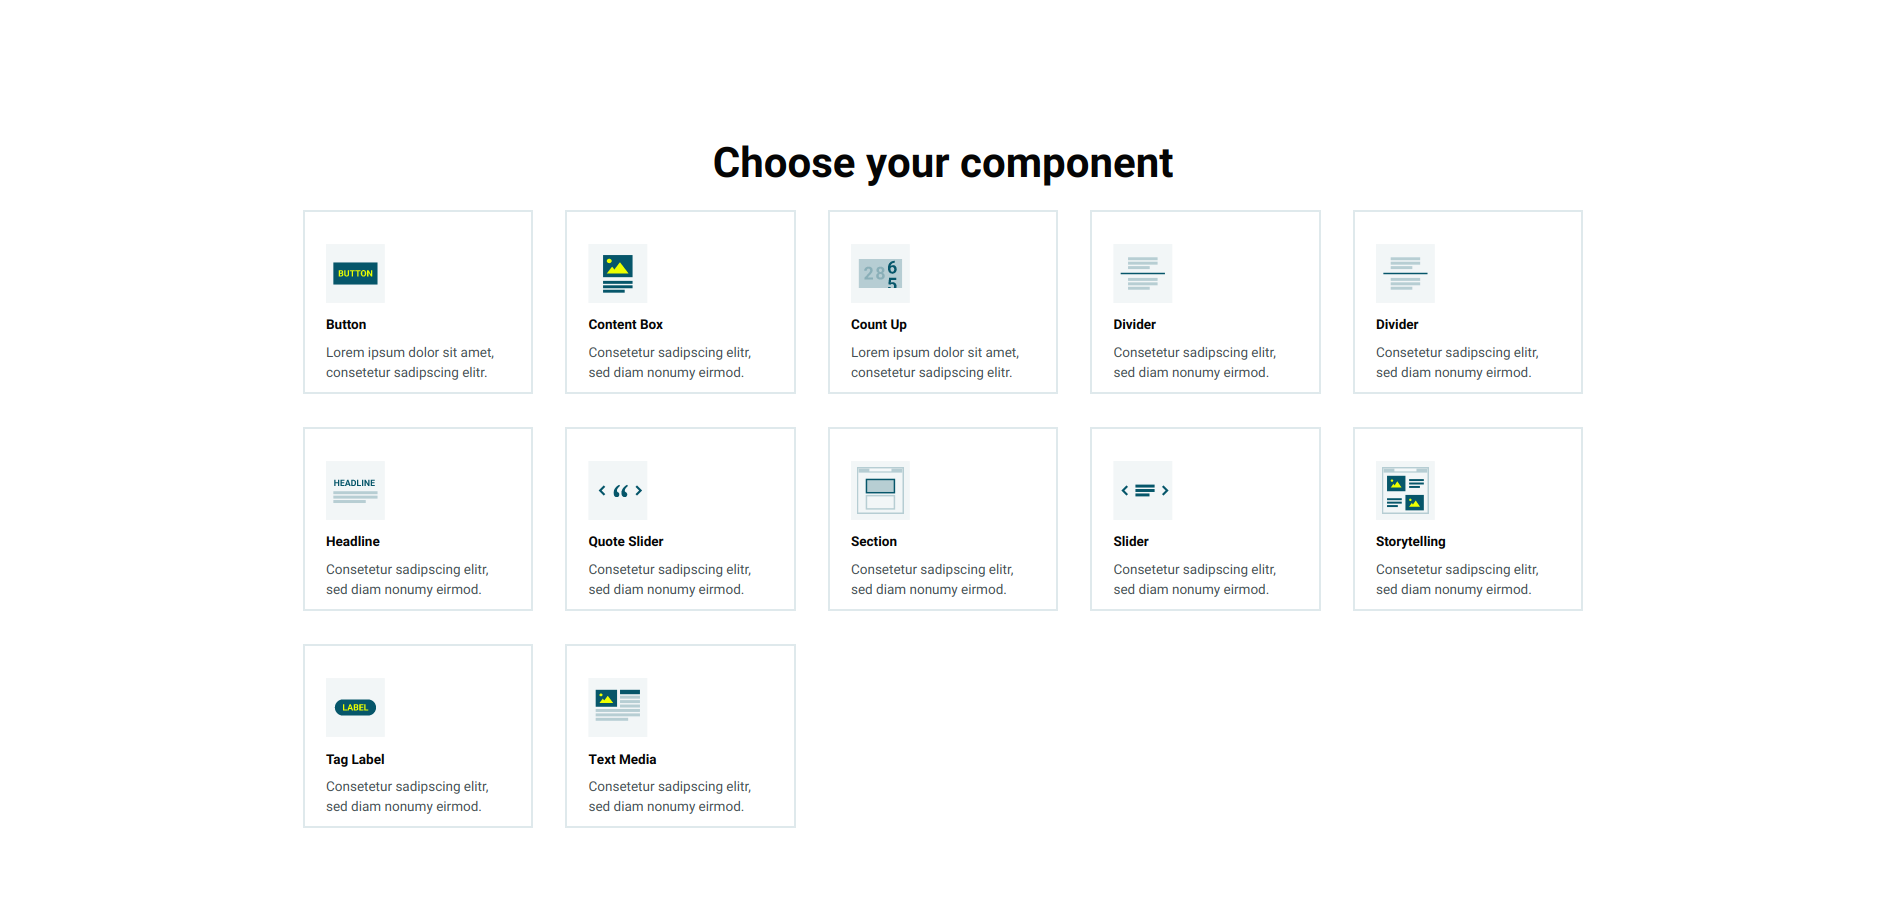 Choose your component
BUTTON
Button
Lorem ipsum dolor sit amet,
consetetur sadipscing elitr.
Content Box
Consetetur sadipscing elitr,
sed diam nonumy eirmod.
28 6
5
Count Up
Lorem ipsum dolor sit amet,
consetetur sadipscing elitr.
Divider
Consetetur sadipscing elitr,
sed diam nonumy eirmod.
Divider
Consetetur sadipscing elitr,
sed diam nonumy eirmod.
HEADLINE
Headline
Consetetur sadipscing elitr,
sed diam nonumy eirmod.
Quote Slider
Consetetur sadipscing elitr,
sed diam nonumy eirmod.
Section
Consetetur sadipscing elitr,
sed diam nonumy eirmod.
Slider
Consetetur sadipscing elitr,
sed diam nonumy eirmod.
Storytelling
Consetetur sadipscing elitr,
sed diam nonumy eirmod.
LABEL
Tag Label
Consetetur sadipscing elitr,
sed diam nonumy eirmod.
Text Media
Consetetur sadipscing elitr,
sed diam nonumy eirmod.